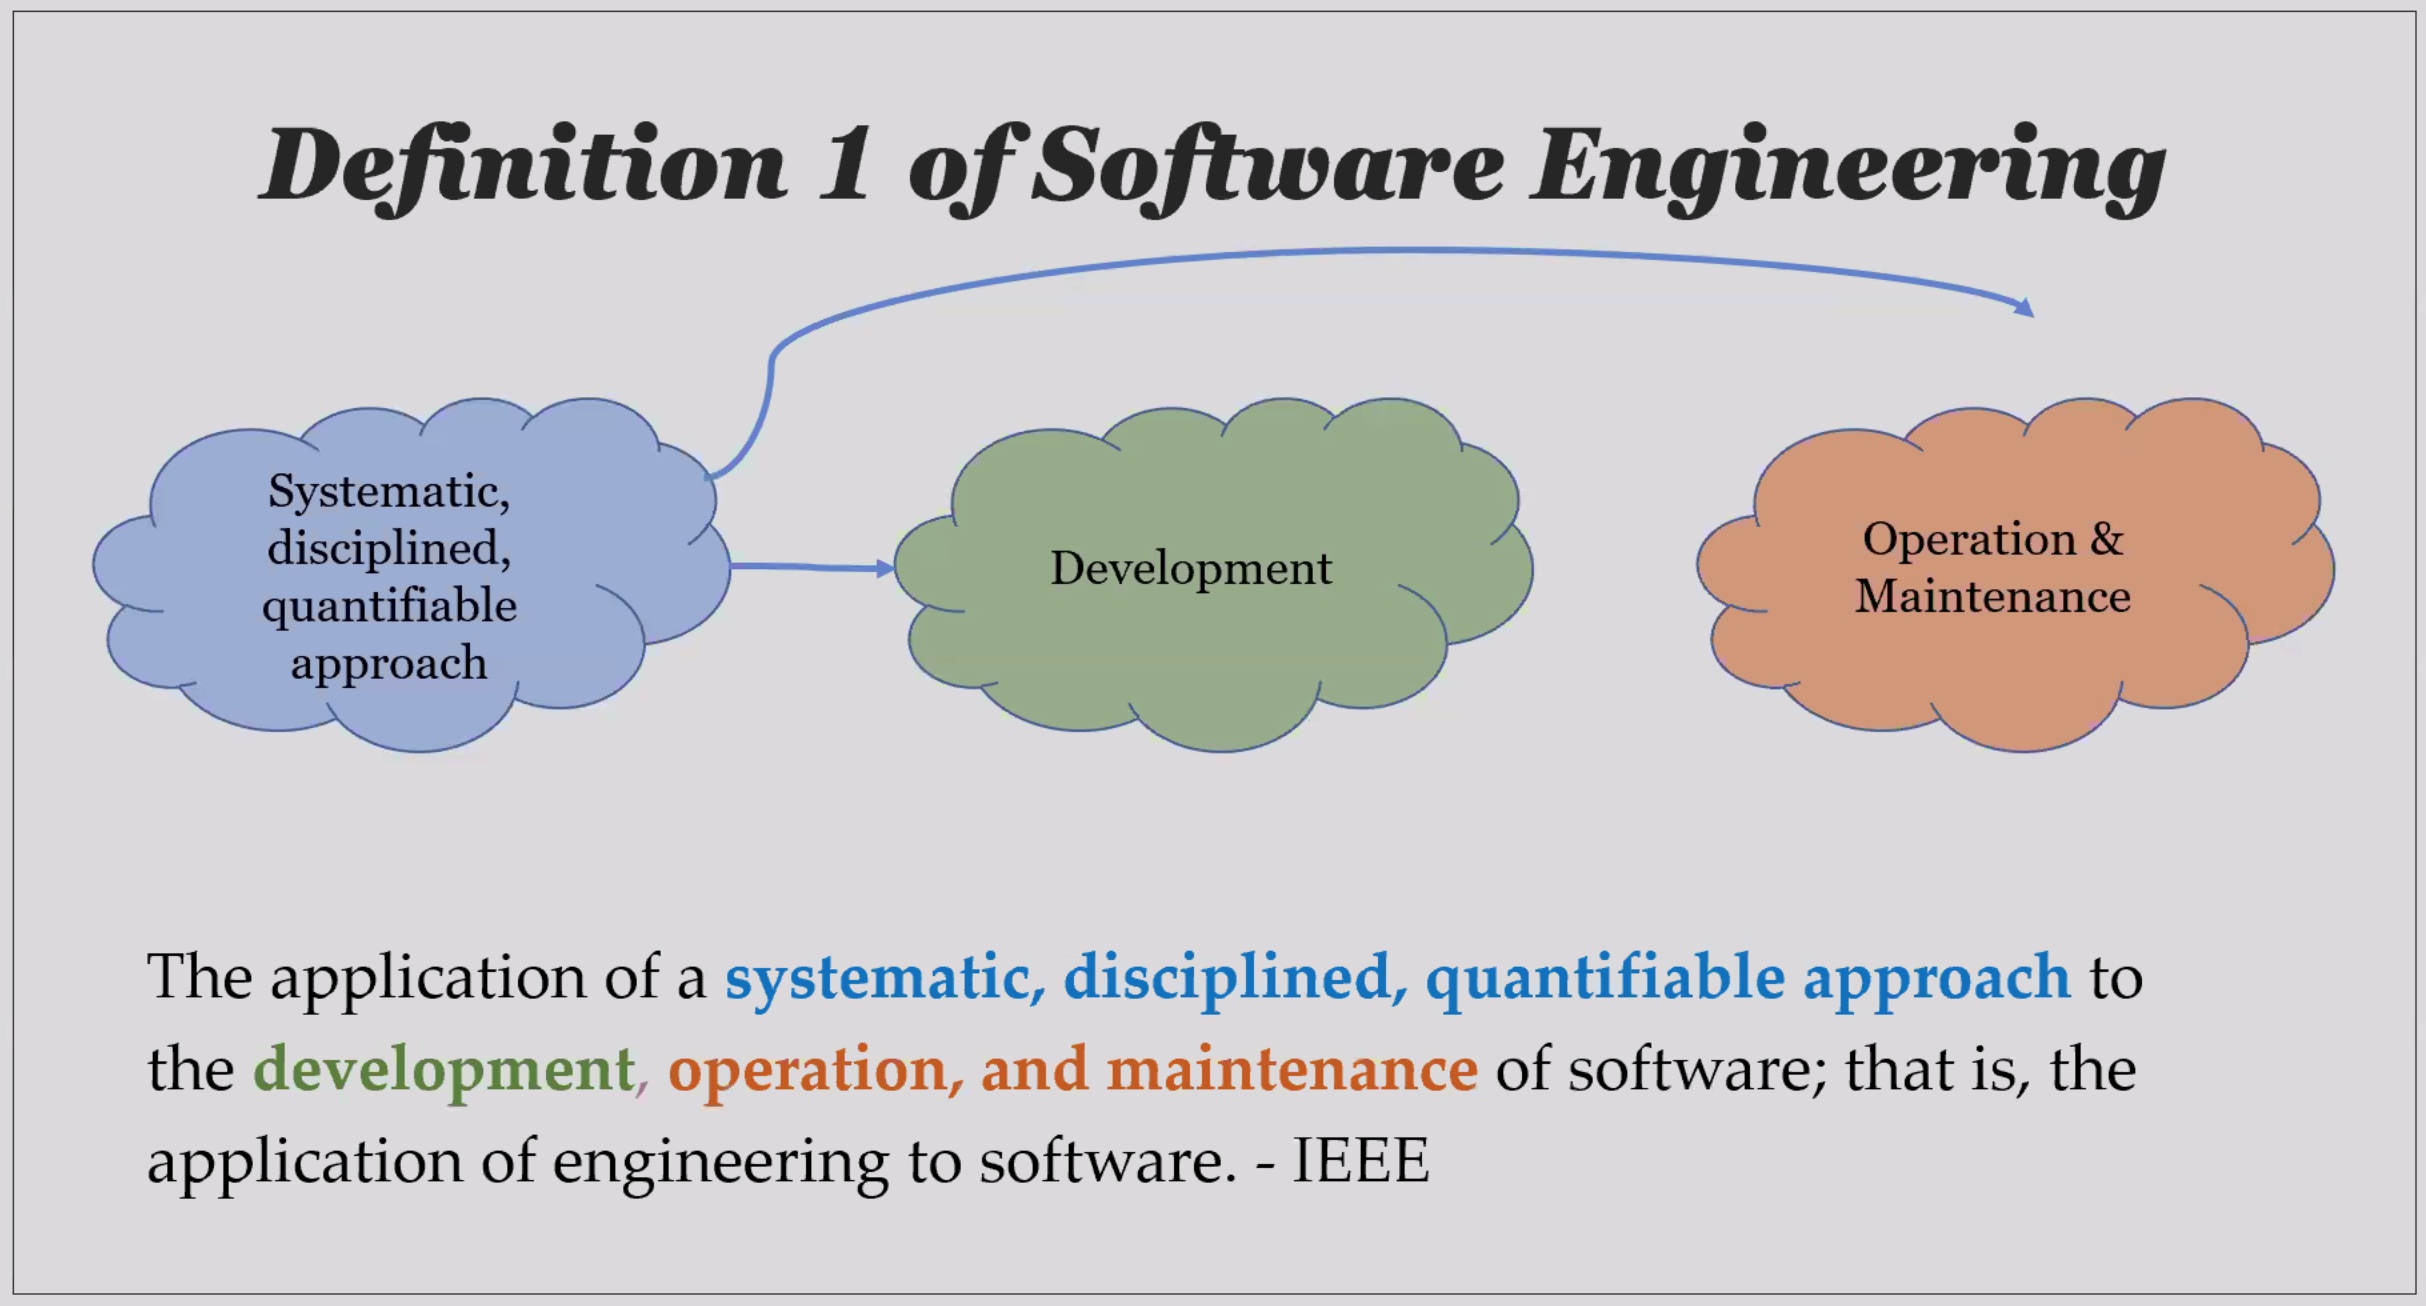 Definition 1 of Software Engineering
Systematic,
disciplined,
quantifiable
approach
Development
Operation &
Maintenance
The application of a systematic, disciplined, quantifiable approach to
the development, operation, and maintenance of software; that is, the
application of engineering to software. - IEEE